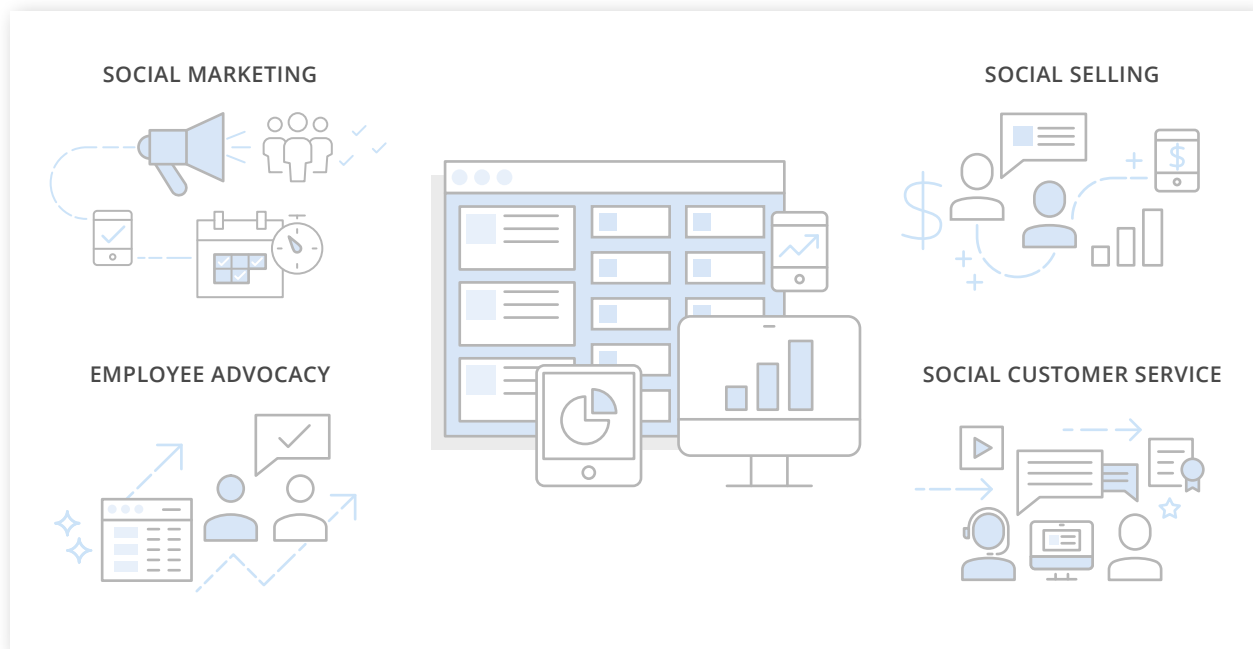 SOCIAL MARKETING
SOCIAL SELLING
$
$
EMPLOYEE ADVOCACY
SOCIAL CUSTOMER SERVICE